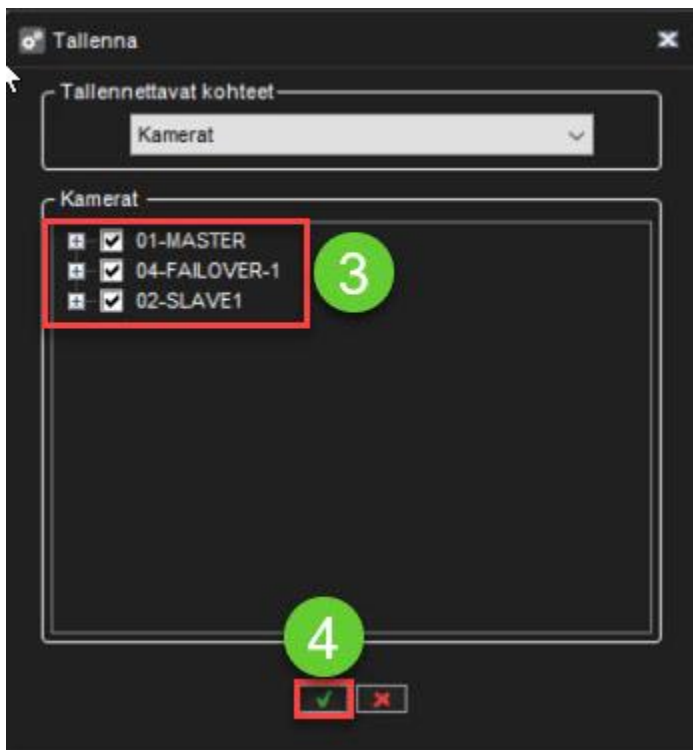 Tallenna
Tallennettavat kohteet
Kamerat
Kamerat
01-MASTER
04-FAILOVER-1
02-SLAVE1
3
4